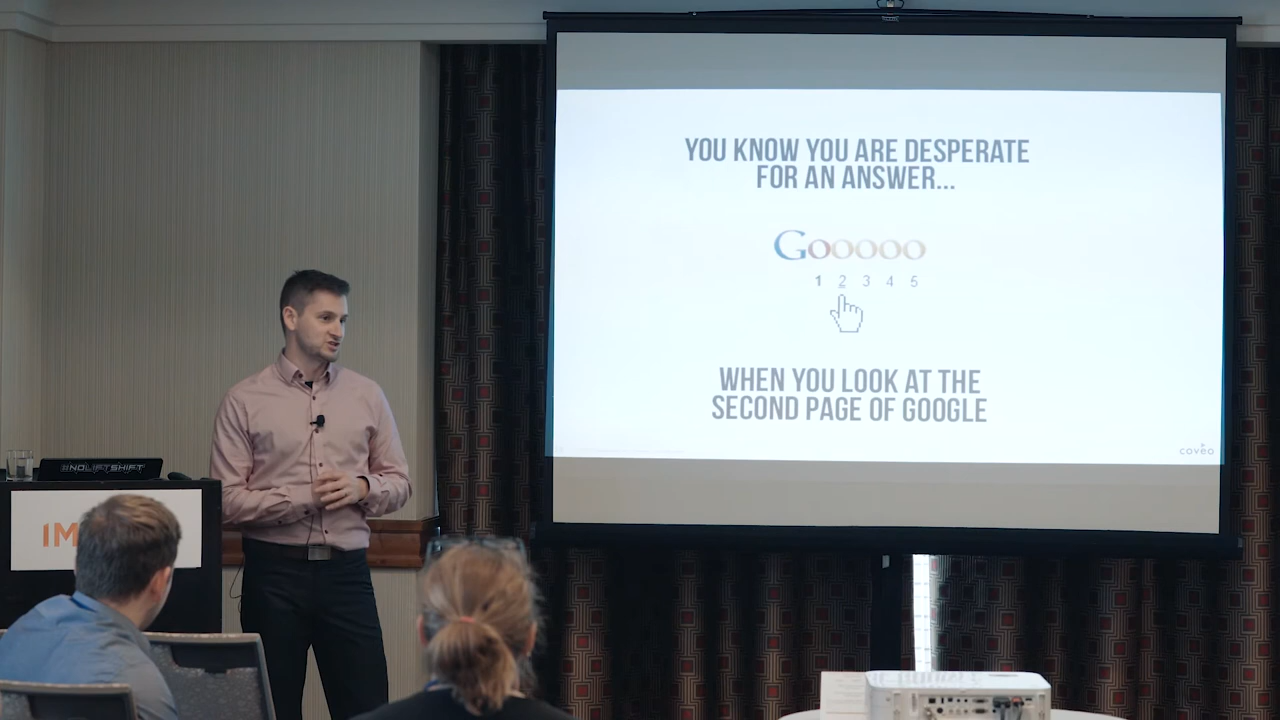 YOU KNOW YOU ARE DESPERATE
FOR AN ANSWER...
Gooooo
1 2 3 4 5
WHEN YOU LOOK AT THE
SECOND PAGE OF GOOGLE
coveo
#NOLIFTSHIFT
IM